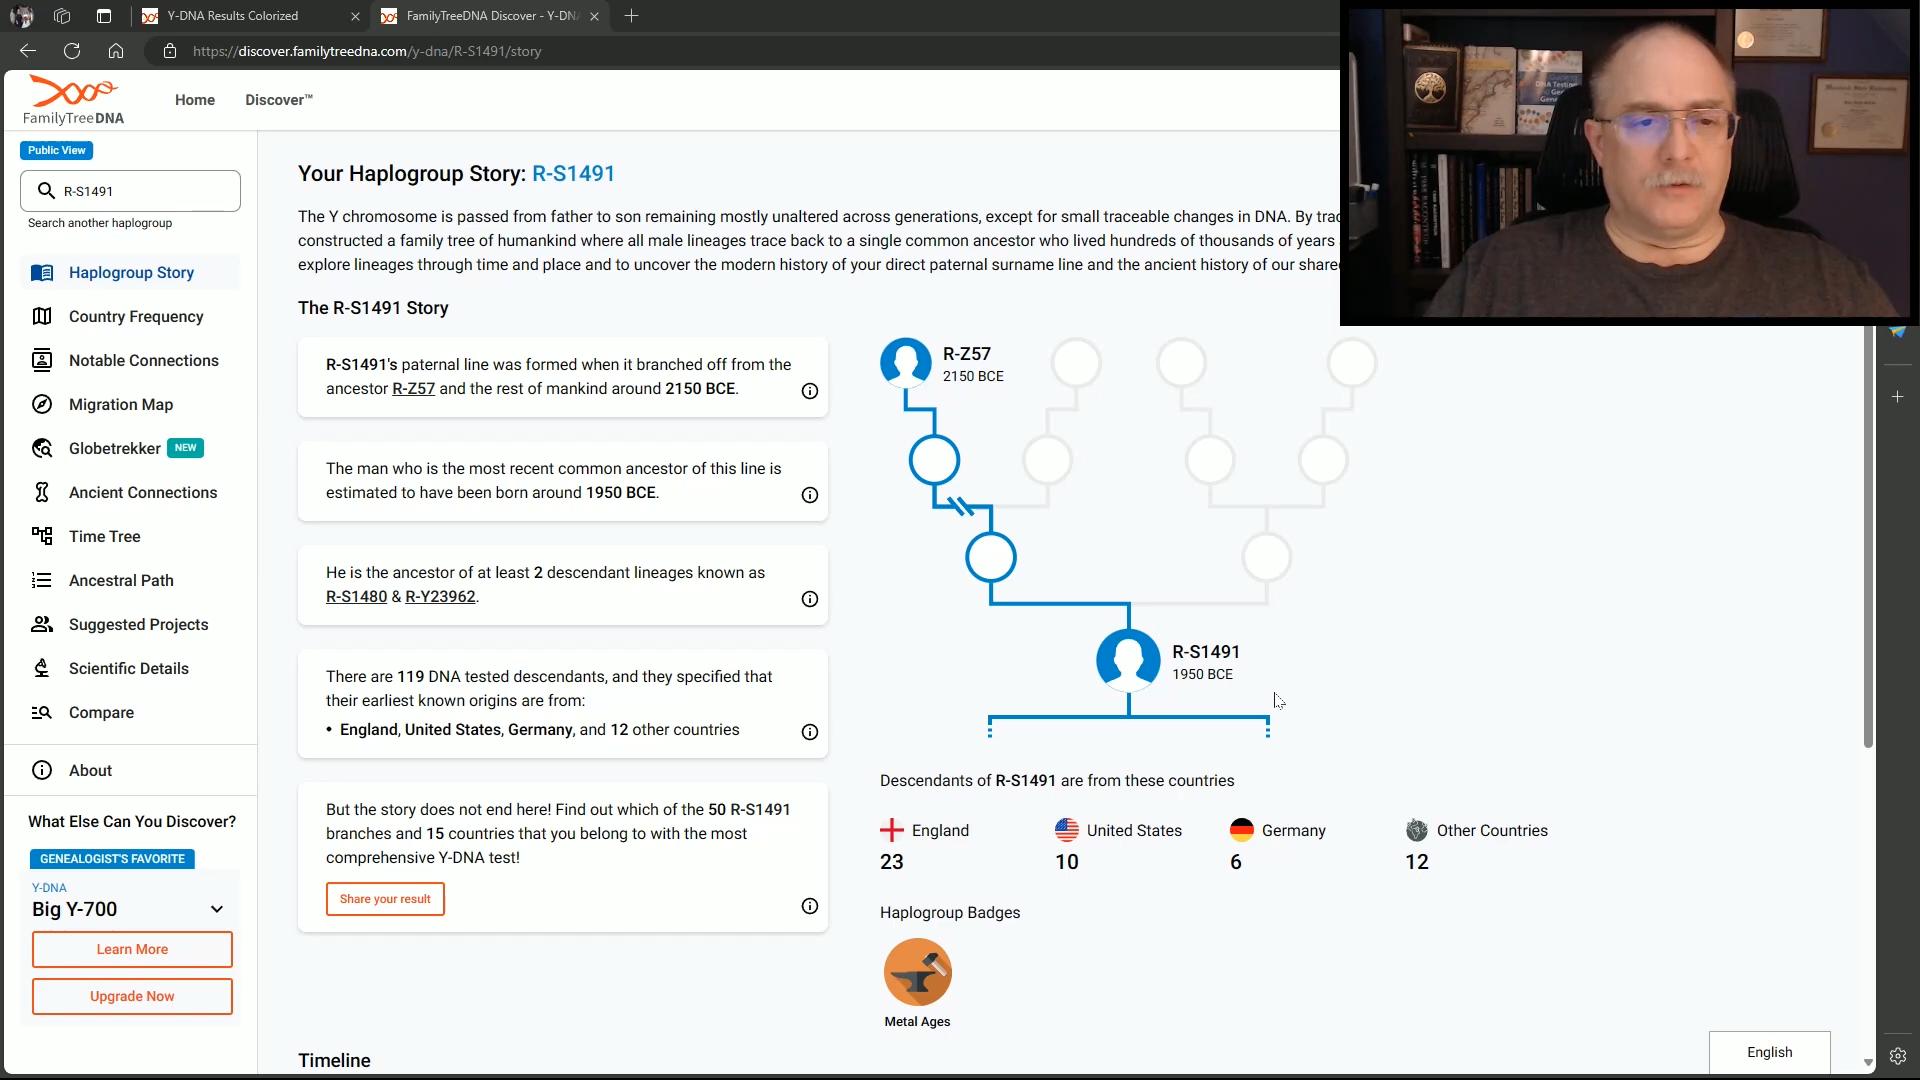 Y-DNA Results Colorized
FamilyTreeDNA Discover - Y-DN
https://discover.familytreedna.com/y-dna/R-S1491/story
FamilyTreeDNA
Home
Discover™
Public View
R-S1491
Search another haplogroup
Haplogroup Story
Country Frequency
Notable Connections
Migration Map
Globetrekker NEW
Ancient Connections
Time Tree
Ancestral Path
Suggested Projects
Scientific Details
Compare
About
What Else Can You Discover?
GENEALOGIST'S FAVORITE
Y-DNA
Big Y-700
Learn More
Upgrade Now
Your Haplogroup Story: R-S1491
The Y chromosome is passed from father to son remaining mostly unaltered across generations, except for small traceable changes in DNA. By trac
constructed a family tree of humankind where all male lineages trace back to a single common ancestor who lived hundreds of thousands of years
explore lineages through time and place and to uncover the modern history of your direct paternal surname line and the ancient history of our share
The R-S1491 Story
R-S1491's paternal line was formed when it branched off from the
ancestor R-Z57 and the rest of mankind around 2150 BCE.
The man who is the most recent common ancestor of this line is
estimated to have been born around 1950 BCE.
He is the ancestor of at least 2 descendant lineages known as
R-S1480 & R-Y23962.
There are 119 DNA tested descendants, and they specified that
their earliest known origins are from:
• England, United States, Germany, and 12 other countries
But the story does not end here! Find out which of the 50 R-S1491
branches and 15 countries that you belong to with the most
comprehensive Y-DNA test!
Share your result
R-Z57
2150 BCE
R-S1491
1950 BCE
Descendants of R-S1491 are from these countries
England
23
United States
10
Germany
6
Other Countries
12
Haplogroup Badges
Metal Ages
Timeline
English